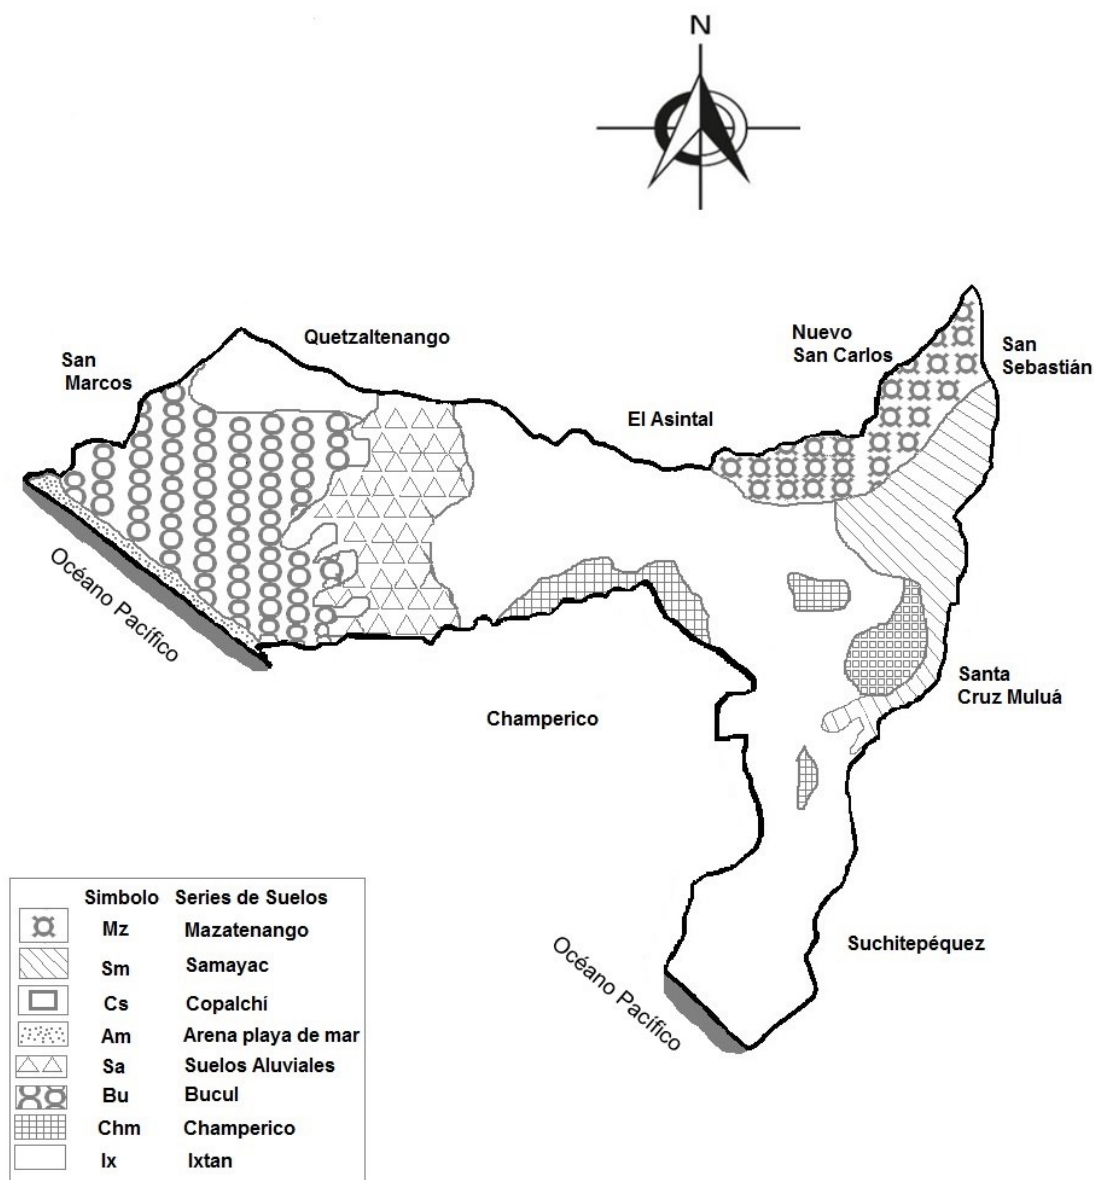 N
Quetzaltenango
San
Marcos
Nuevo
San Carlos
San
Sebastián
El Asintal
Océano Pacífico
Champerico
Santa
Cruz Muluá
Suchitepéquez
Océano Pacífico
Simbolo Series de Suelos
Mz Mazatenango
Sm Samayac
Cs Copalchí
Am Arena playa de mar
Sa Suelos Aluviales
Bu Bucul
Chm Champerico
Ix Ixtan